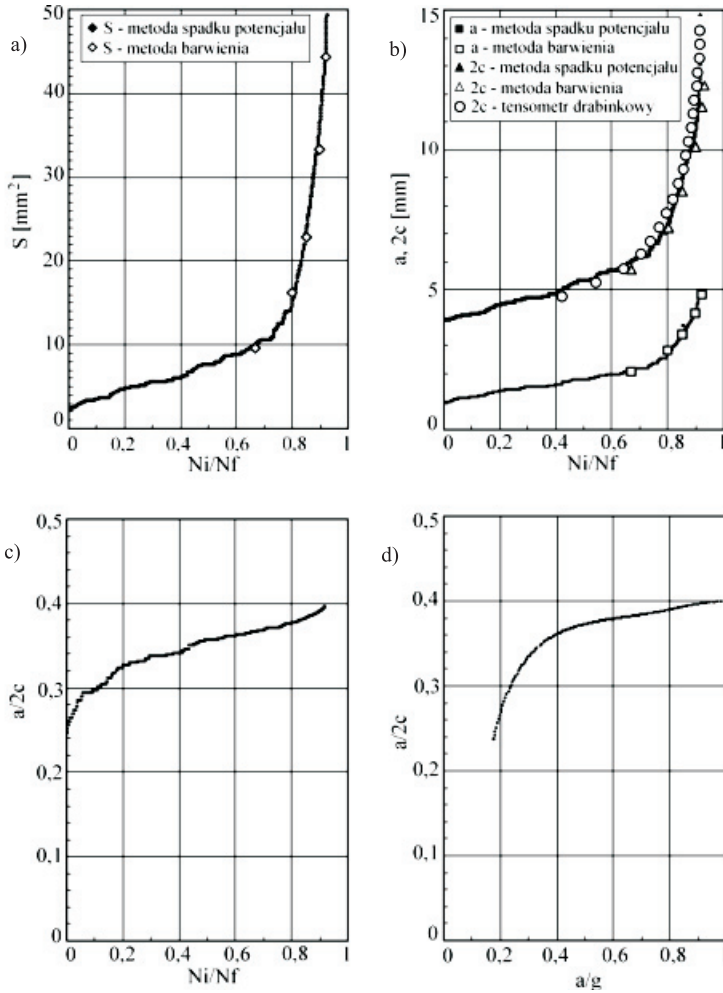 a)
S - metoda spadku potencjału
S - metoda barwienia
S [mm²]
50
40
30
20
10
0
0 0,2 0,4 0,6 0,8 1
Ni/Nf
b)
a - metoda spadku potencjału
a - metoda barwienia
2c - metoda spadku potencjału
2c - metoda barwienia
2c - tensometr drabinkowy
a, 2c [mm]
15
10
5
0
0 0,2 0,4 0,6 0,8 1
Ni/Nf
c)
a/2c
0,5
0,4
0,3
0,2
0,1
0
0 0,2 0,4 0,6 0,8 1
Ni/Nf
d)
a/2c
0,5
0,4
0,3
0,2
0,1
0
0 0,2 0,4 0,6 0,8 1
a/g